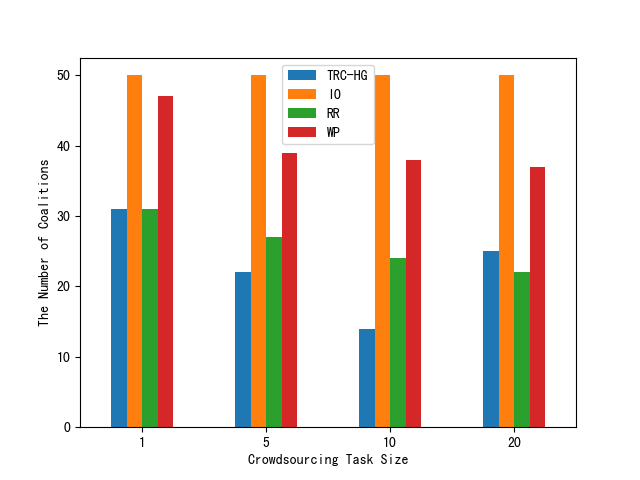 TRC-HG
IO
RR
WP
The Number of Coalitions
50
40
30
20
10
0
1 5 10 20
Crowdsourcing Task Size